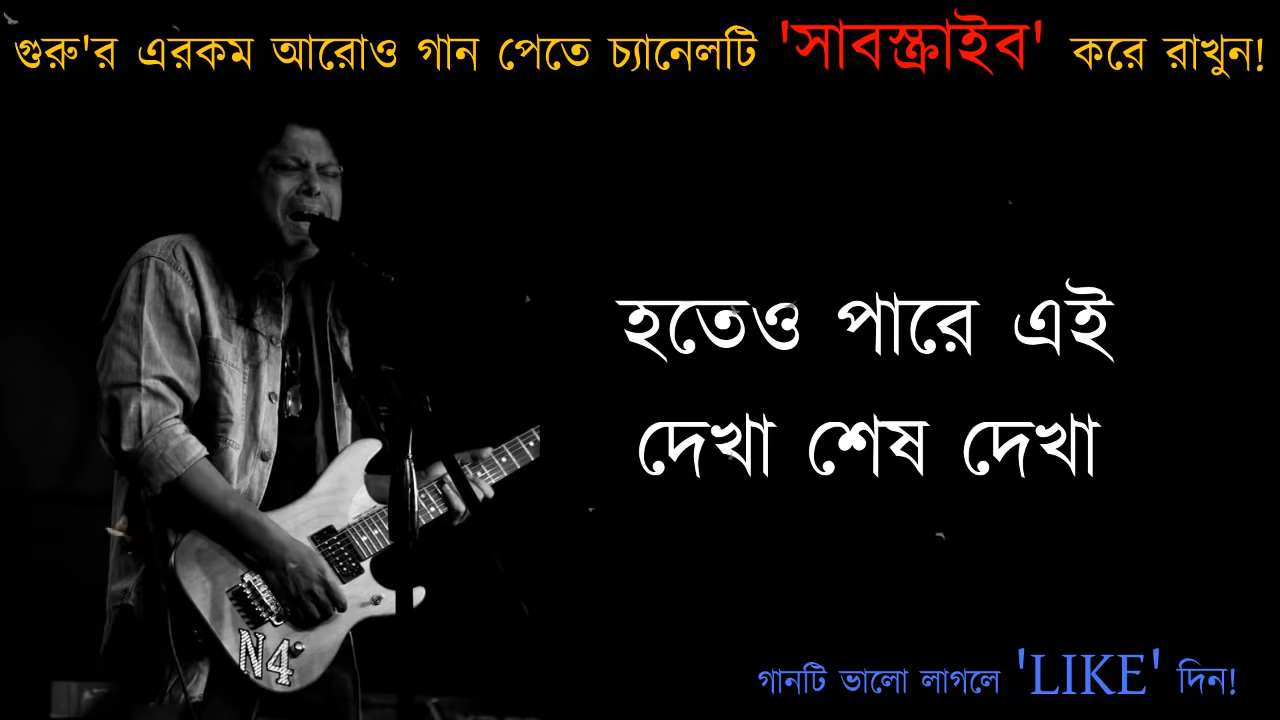 গুরু'র এরকম আরোও গান পেতে চ্যানেলটি 'সাবস্ক্রাইব' করে রাখুন!
হতেও পারে এই
দেখা শেষ দেখা
N4
গানটি ভালো লাগলে 'LIKE' দিন!